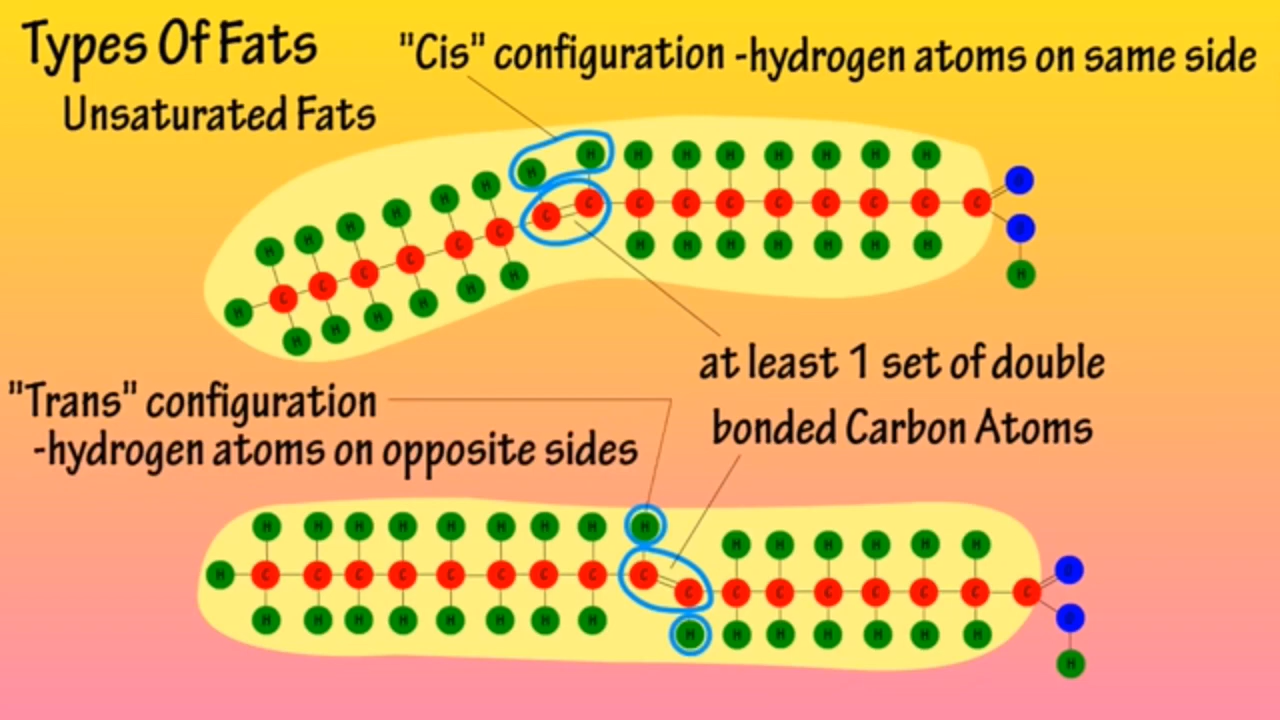 Types Of Fats
Unsaturated Fats
"Cis" configuration -hydrogen atoms on same side
H H H H H H H H H
H H H H H H
C C C C C C C C C C
C C C C C C
H H H H H H H
H H H H H H H
H
at least 1 set of double
bonded Carbon Atoms
"Trans" configuration
-hydrogen atoms on opposite sides
H H H H H H H H H H H H H H H
H C C C C C C C C C C C C C C C C C
H H H H H H H H H H H H H H H
H